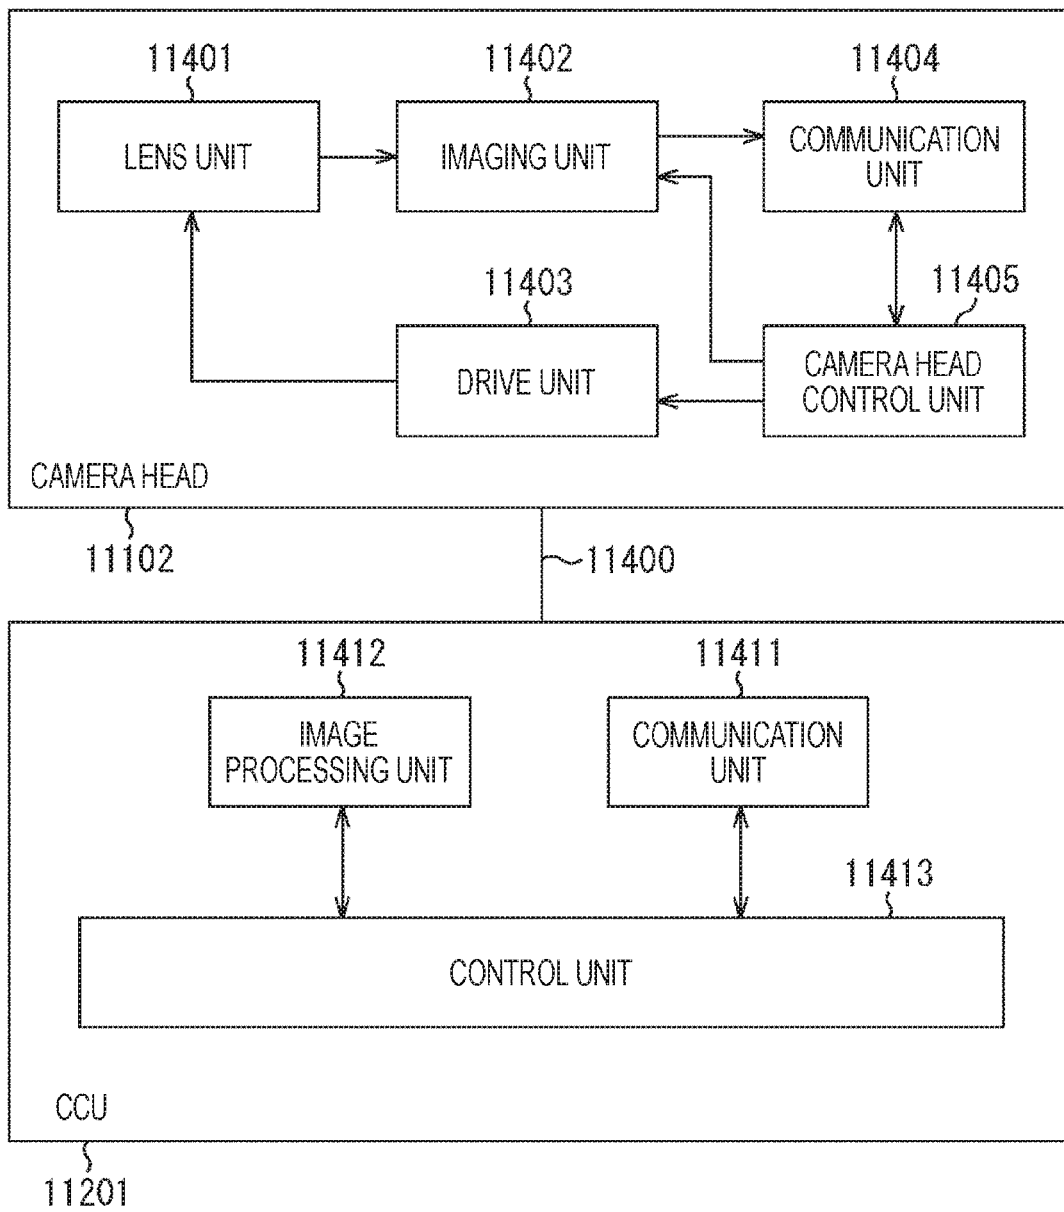 11401
11402
11404
LENS UNIT
IMAGING UNIT
COMMUNICATION
UNIT
11403
11405
DRIVE UNIT
CAMERA HEAD
CONTROL UNIT
CAMERA HEAD
11102
11400
11412
11411
IMAGE
PROCESSING UNIT
COMMUNICATION
UNIT
11413
CONTROL UNIT
CCU
11201